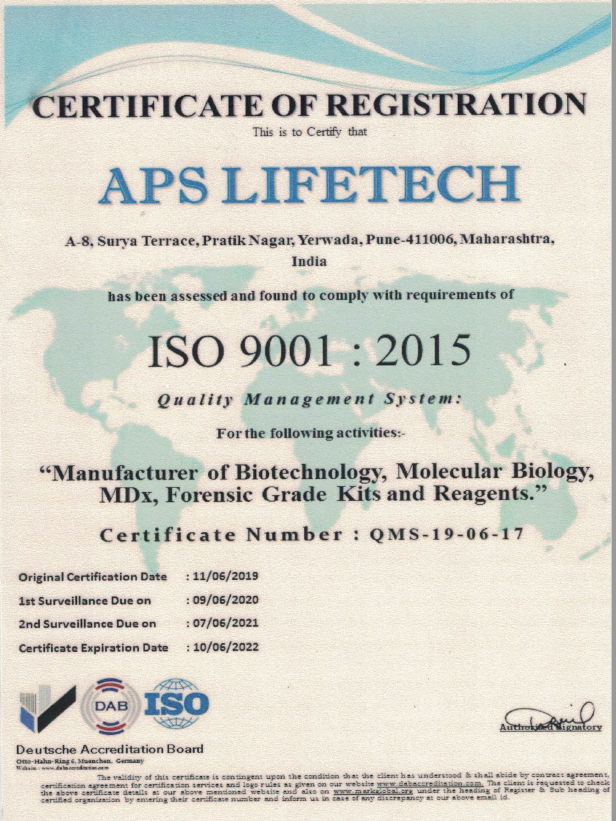 CERTIFICATE OF REGISTRATION
This is to Certify that
APS LIFETECH
A-8, Surya Terrace, Pratik Nagar, Yerwada, Pune-411006, Maharashtra,
India
has been assessed and found to comply with requirements of
ISO 9001 : 2015
Quality Management System:
For the following activities:-
“Manufacturer of Biotechnology, Molecular Biology,
MDx, Forensic Grade Kits and Reagents.”
Certificate Number : QMS-19-06-17
Original Certification Date : 11/06/2019
1st Surveillance Due on : 09/06/2020
2nd Surveillance Due on : 07/06/2021
Certificate Expiration Date : 10/06/2022
DAB
ISO
Authorised Signatory
Deutsche Accreditation Board
Otto-Hahn-Ring 6, Muenchen, Germany
Website : www.dabaccreditation.com
The validity of this certificate is contingent upon the condition that the client has understood & shall abide by contract agreement,
certification agreement for certification services and logo rules as given on our website www.dabaccreditation.com. The client is requested to check
the above certificate details at our above mentioned website and also on www.marksglobal.org under the heading of Register & Sub heading of
certified organization by entering their certificate number and inform us in case of any discrepancy at our above email id.